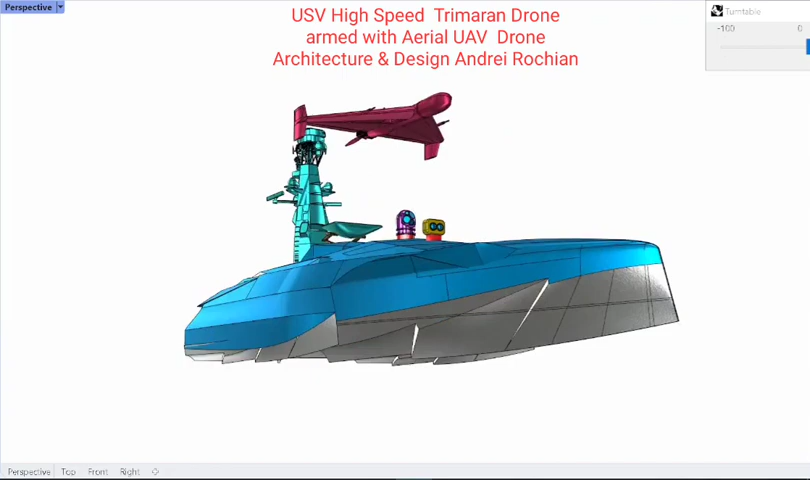 Perspective
USV High Speed Trimaran Drone
armed with Aerial UAV Drone
Architecture & Design Andrei Rochian
Turntable
-100 0
Perspective Top Front Right